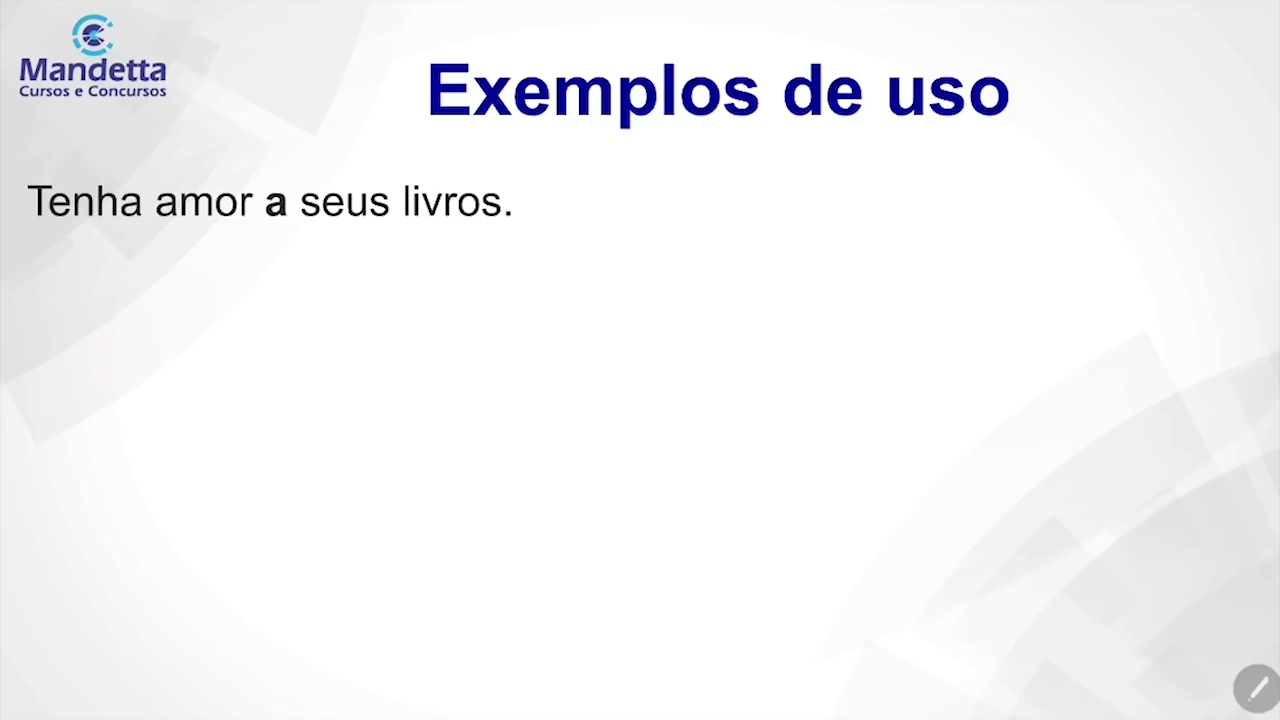 Mandetta
Cursos e Concursos
Exemplos de uso
Tenha amor a seus livros.